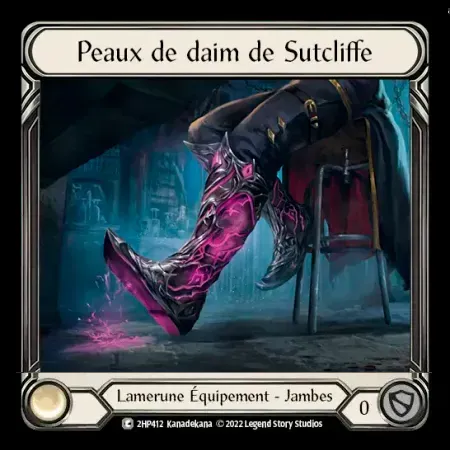 Peaux de daim de Sutcliffe
Lamerune Équipement - Jambes
0
C 2HP412 Kanadekana © 2022 Legend Story Studios